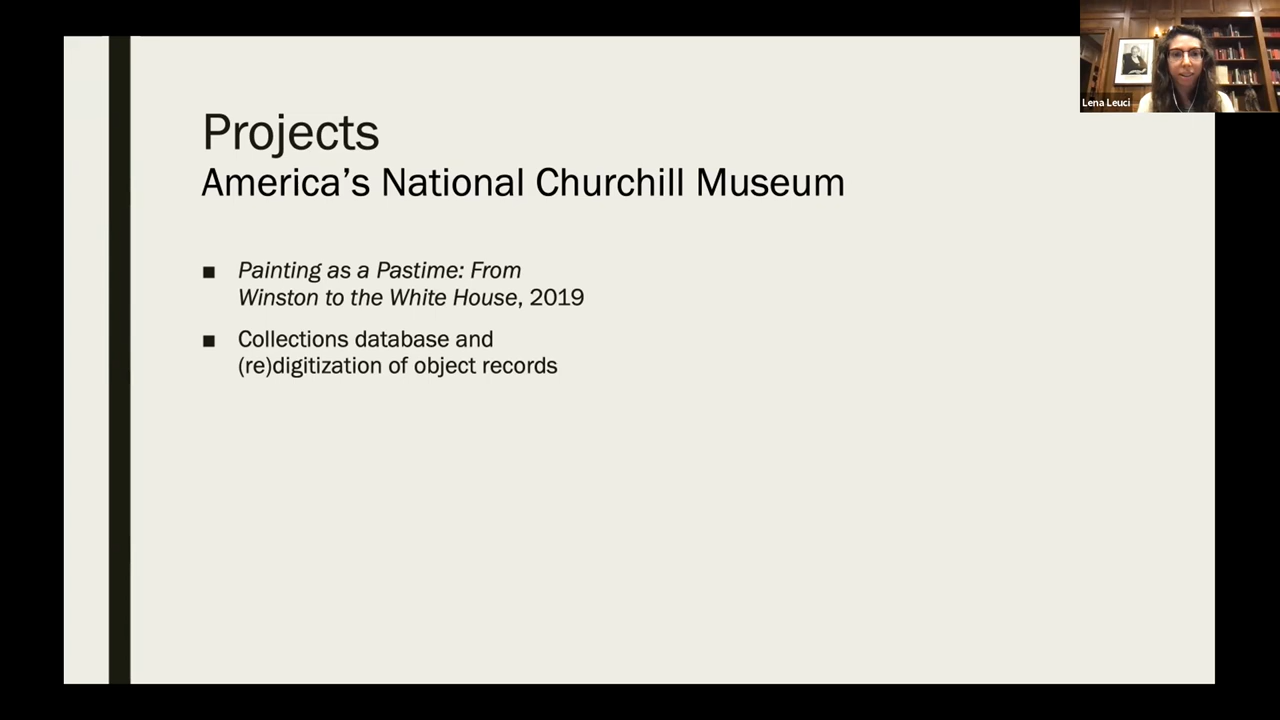 Projects
America’s National Churchill Museum
■ Painting as a Pastime: From
Winston to the White House, 2019
■ Collections database and
(re)digitization of object records
Lena Leuci